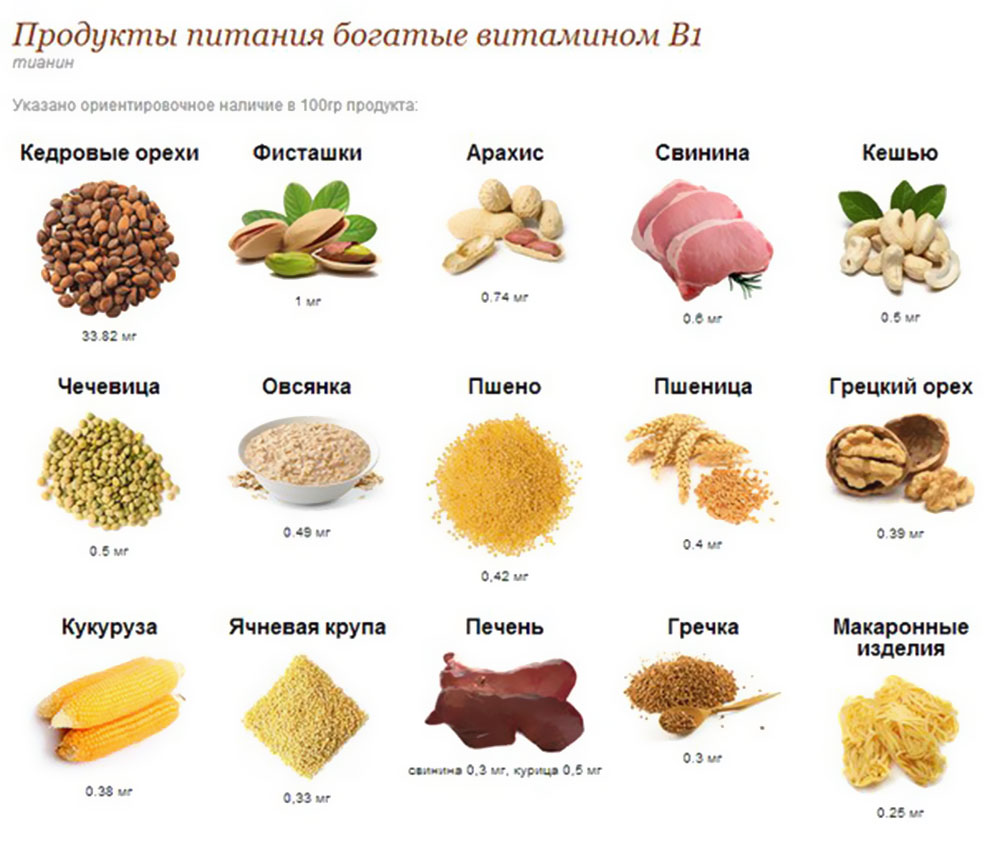 Продукты питания богатые витамином B1
тианин
Указано ориентировочное наличие в 100гр продукта:
Кедровые орехи
33.82 мг
Фисташки
1 мг
Арахис
0.74 мг
Свинина
0.6 мг
Кешью
0.5 мг
Чечевица
0.5 мг
Овсянка
0.49 мг
Пшено
0,42 мг
Пшеница
0.4 мг
Грецкий орех
0.39 мг
Кукуруза
0.38 мг
Ячневая крупа
0,33 мг
Печень
свинина 0,3 мг, курица 0,5 мг
Гречка
0.3 мг
Макаронные
изделия
0.25 мг